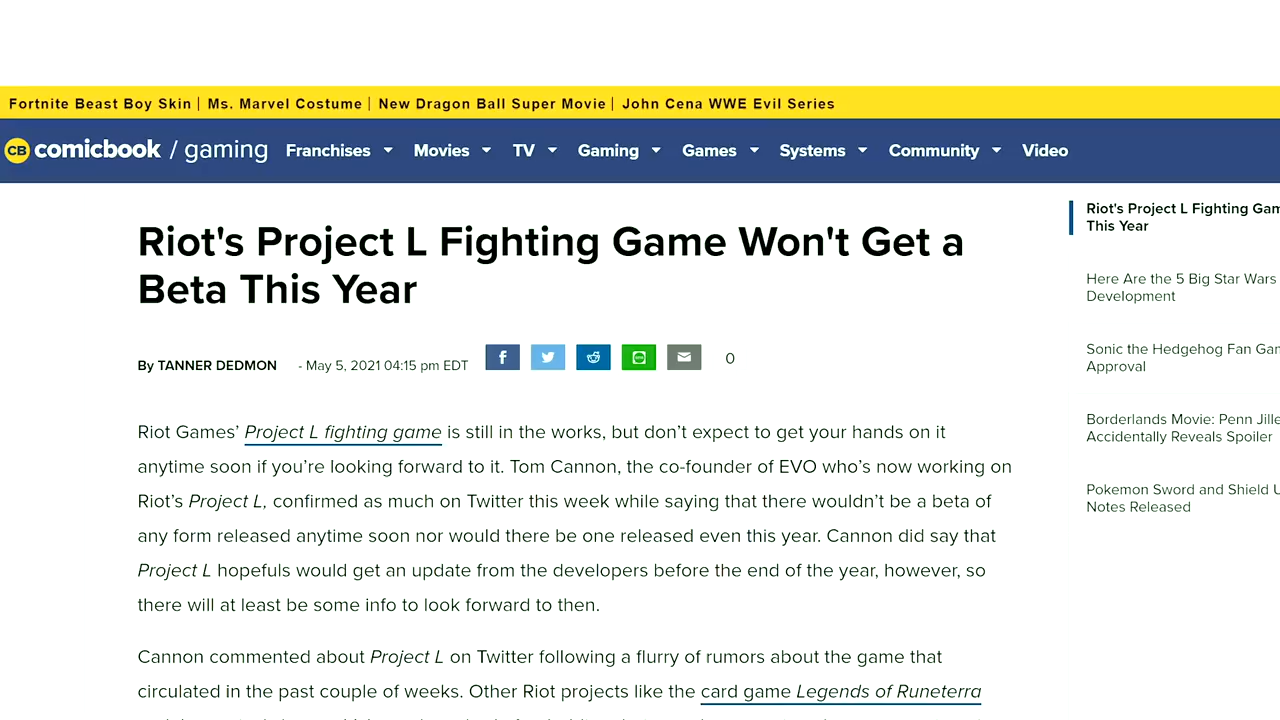 Fortnite Beast Boy Skin | Ms. Marvel Costume | New Dragon Ball Super Movie | John Cena WWE Evil Series
CB comicbook / gaming Franchises Movies TV Gaming Games Systems Community Video
Riot's Project L Fighting Game Won't Get a
Beta This Year
By TANNER DEDMON - May 5, 2021 04:15 pm EDT 0
Riot Games’ Project L fighting game is still in the works, but don’t expect to get your hands on it
anytime soon if you’re looking forward to it. Tom Cannon, the co-founder of EVO who’s now working on
Riot’s Project L, confirmed as much on Twitter this week while saying that there wouldn’t be a beta of
any form released anytime soon nor would there be one released even this year. Cannon did say that
Project L hopefuls would get an update from the developers before the end of the year, however, so
there will at least be some info to look forward to then.
Cannon commented about Project L on Twitter following a flurry of rumors about the game that
circulated in the past couple of weeks. Other Riot projects like the card game Legends of Runeterra
Riot's Project L Fighting Gam
This Year
Here Are the 5 Big Star Wars
Development
Sonic the Hedgehog Fan Gam
Approval
Borderlands Movie: Penn Jille
Accidentally Reveals Spoiler
Pokemon Sword and Shield U
Notes Released